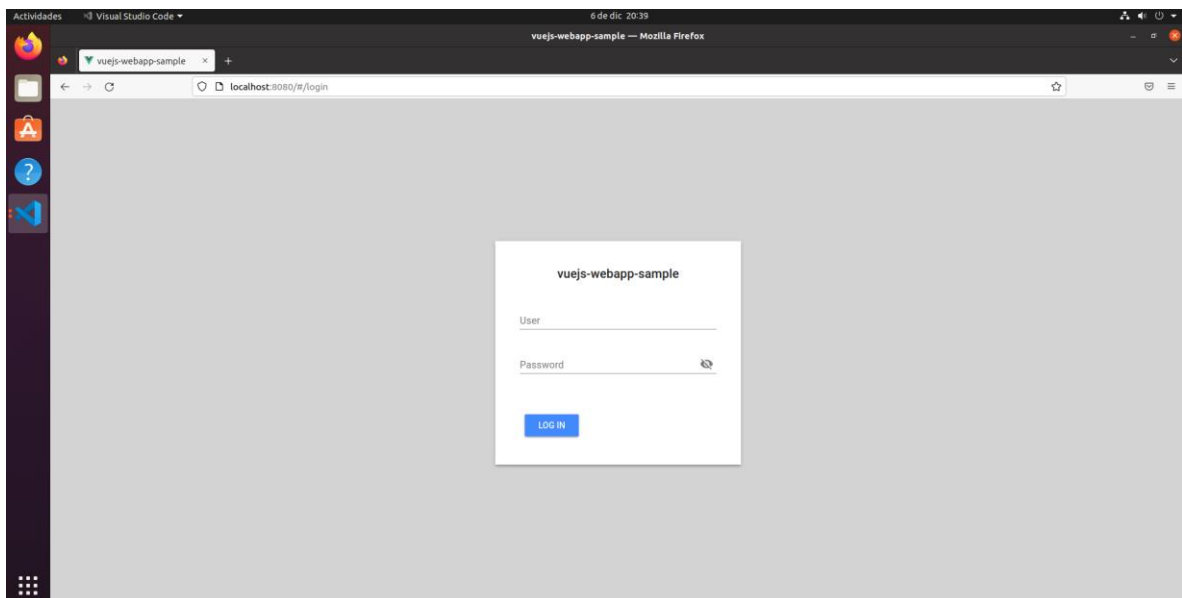 Actividades Visual Studio Code 6 de dic 20:39
vuejs-webapp-sample — Mozilla Firefox
vuejs-webapp-sample
localhost:8080/#/login
vuejs-webapp-sample
User
Password
LOG IN